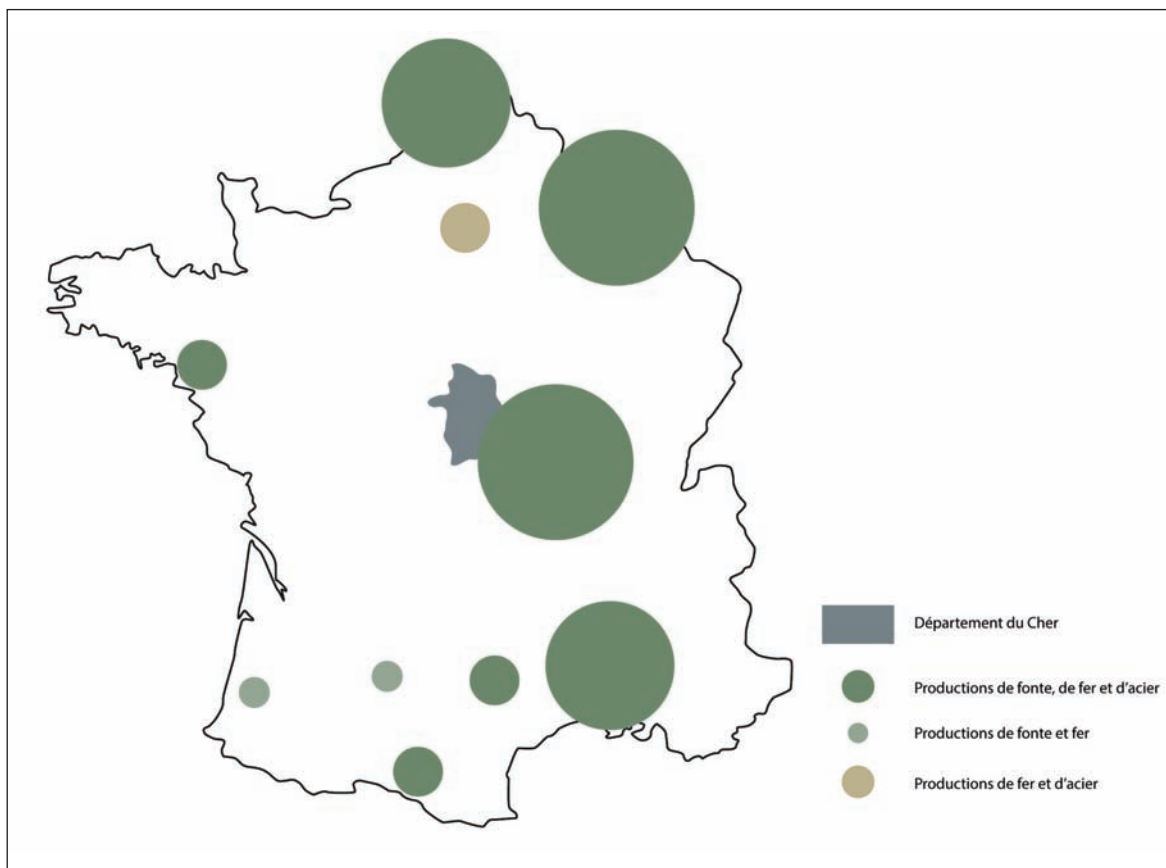 Département du Cher
Productions de fonte, de fer et d'acier
Productions de fonte et fer
Productions de fer et d'acier